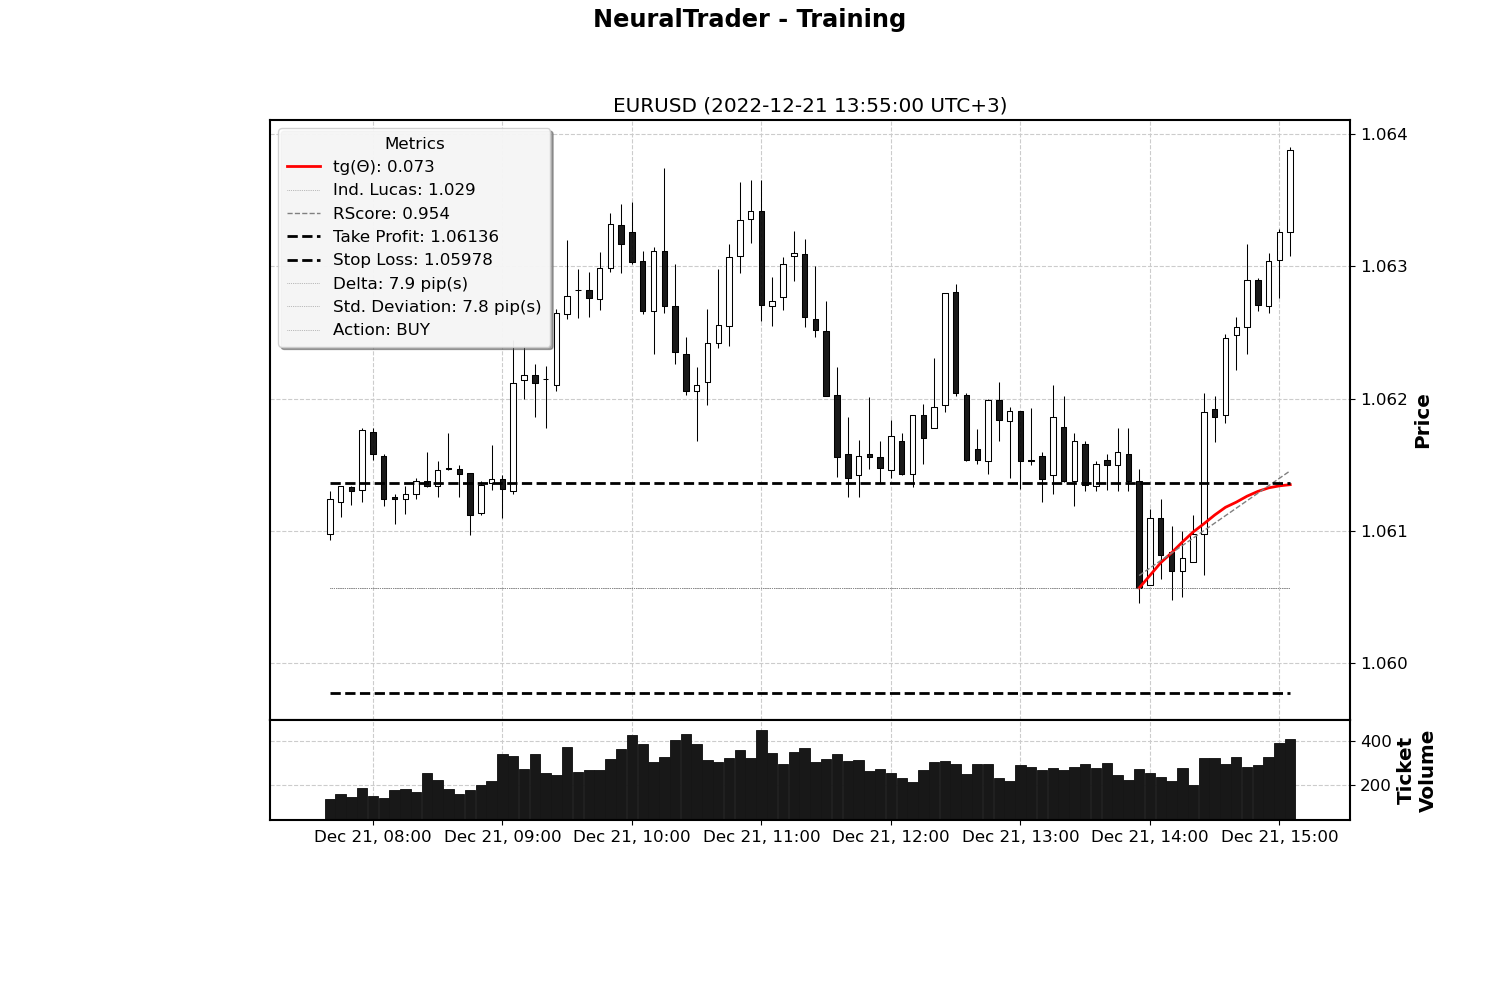 NeuralTrader - Training
EURUSD (2022-12-21 13:55:00 UTC+3)
Metrics
tg(Θ): 0.073
Ind. Lucas: 1.029
RScore: 0.954
Take Profit: 1.06136
Stop Loss: 1.05978
Delta: 7.9 pip(s)
Std. Deviation: 7.8 pip(s)
Action: BUY
1.064
1.063
1.062
1.061
1.060
Price
400
200
Ticket
Volume
Dec 21, 08:00
Dec 21, 09:00
Dec 21, 10:00
Dec 21, 11:00
Dec 21, 12:00
Dec 21, 13:00
Dec 21, 14:00
Dec 21, 15:00